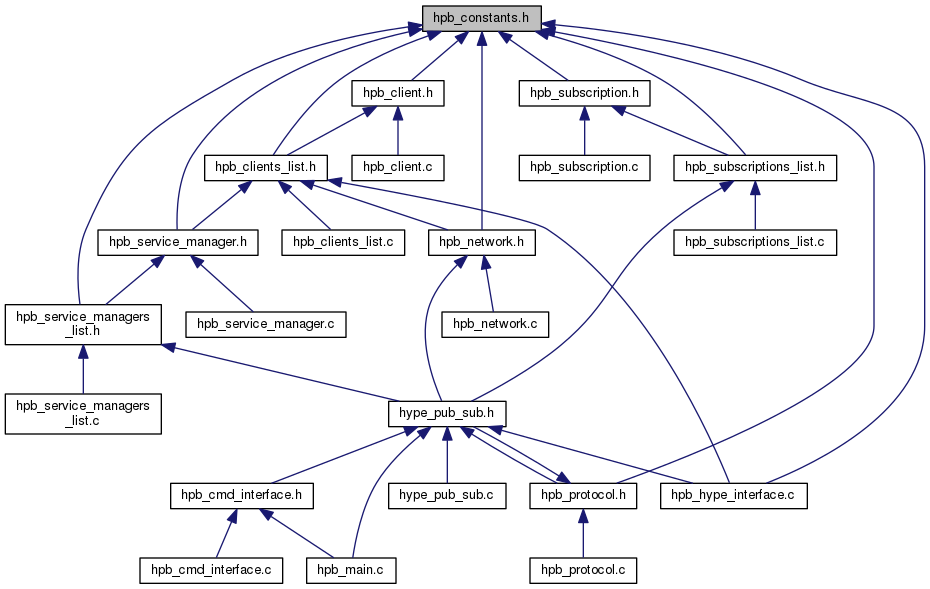 hpb_constants.h
hpb_client.h
hpb_subscription.h
hpb_clients_list.h
hpb_client.c
hpb_subscription.c
hpb_subscriptions_list.h
hpb_service_manager.h
hpb_clients_list.c
hpb_network.h
hpb_subscriptions_list.c
hpb_service_managers
_list.h
hpb_service_manager.c
hpb_network.c
hpb_service_managers
_list.c
hype_pub_sub.h
hpb_cmd_interface.h
hype_pub_sub.c
hpb_protocol.h
hpb_hype_interface.c
hpb_cmd_interface.c
hpb_main.c
hpb_protocol.c